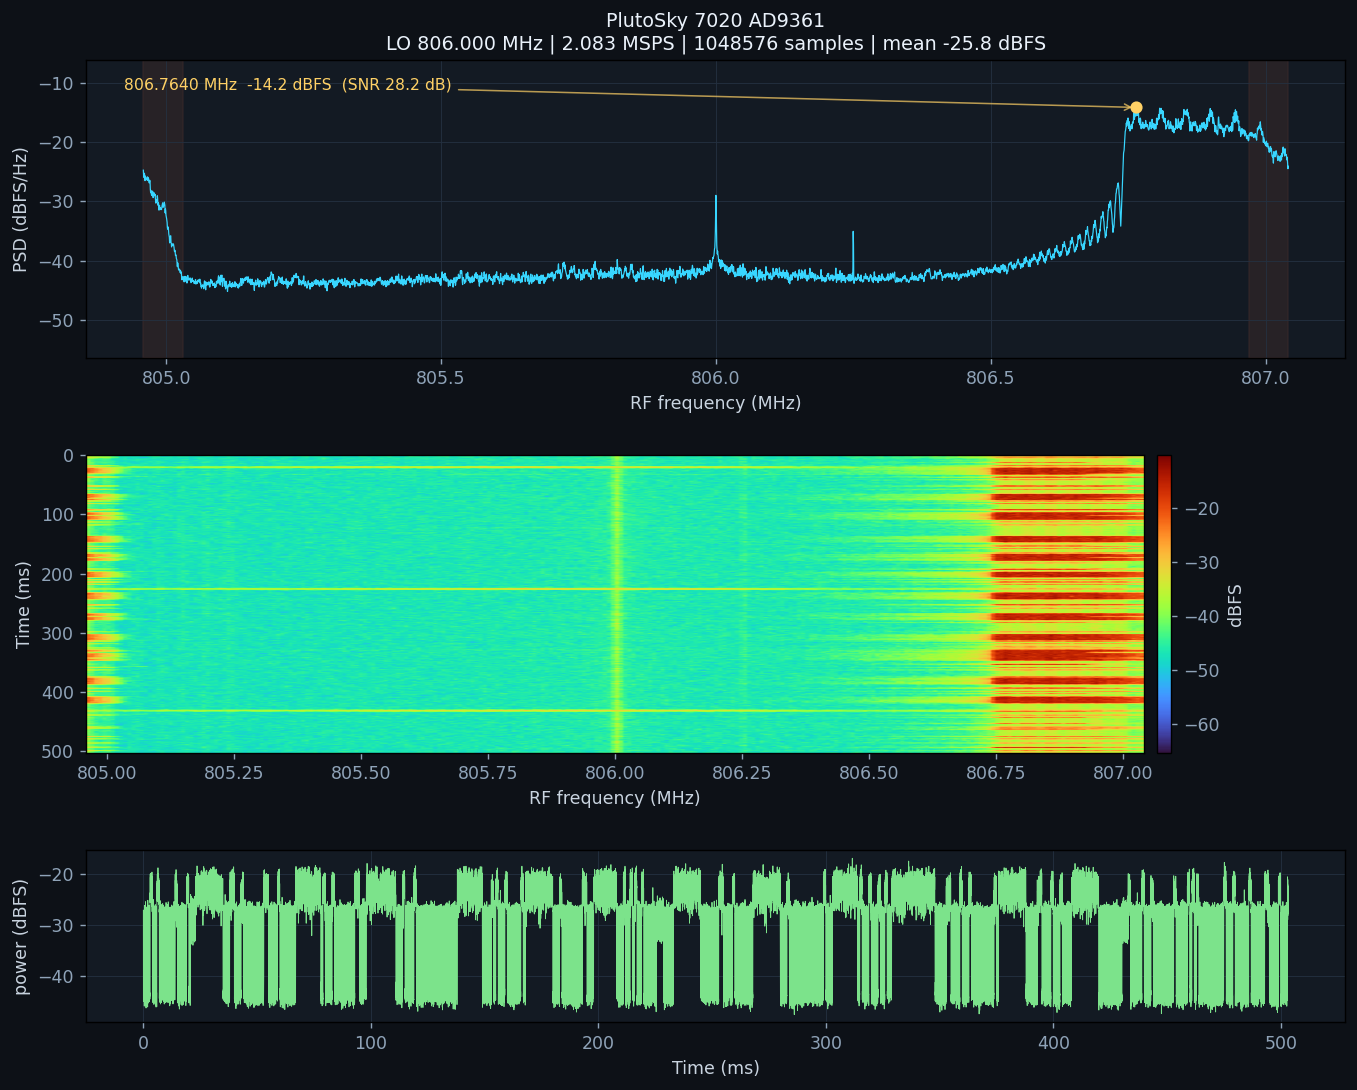 PlutoSky 7020 AD9361
LO 806.000 MHz | 2.083 MSPS | 1048576 samples | mean -25.8 dBFS
806.7640 MHz  -14.2 dBFS  (SNR 28.2 dB)
PSD (dBFS/Hz)
−10
−20
−30
−40
−50
805.0 805.5 806.0 806.5 807.0
RF frequency (MHz)
Time (ms)
0
100
200
300
400
500
805.00 805.25 805.50 805.75 806.00 806.25 806.50 806.75 807.00
RF frequency (MHz)
−20
−30
−40
−50
−60
dBFS
power (dBFS)
−20
−30
−40
0 100 200 300 400 500
Time (ms)